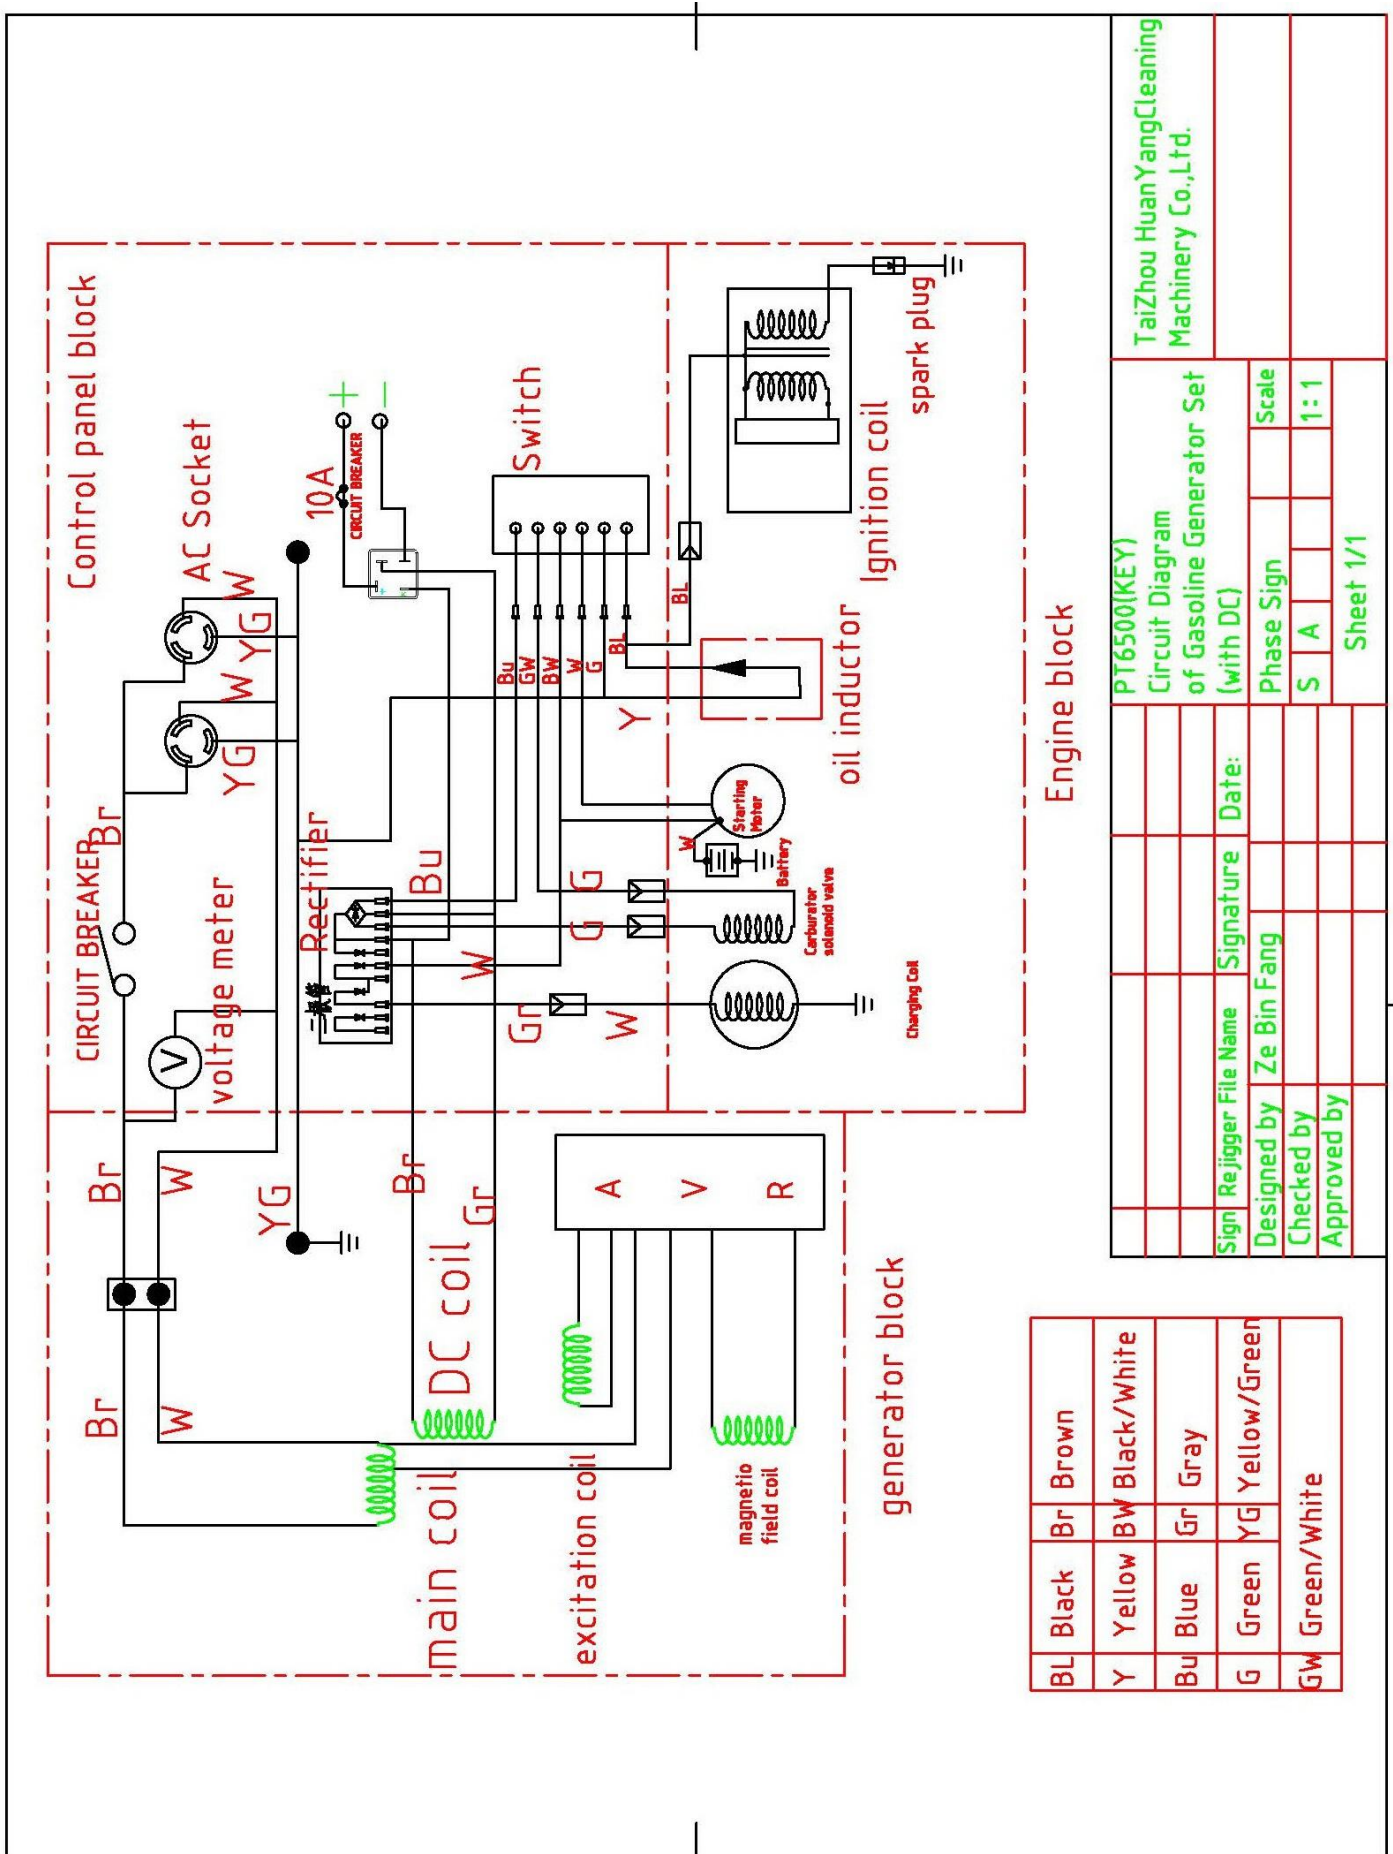 Control panel block
AC Socket
CIRCUIT BREAKER
Br
W
YG
W
YG
10A
CIRCUIT BREAKER
+
−
voltage meter
V
Rectifier
二极管
Br
W
YG
Br
W
Br
Gr
Bu
W
Switch
Bu
GW
BW
W
G
BL
Y
G
G
Gr
W
BL
DC coil
main coil
excitation coil
magnetio
field coil
A
V
R
generator block
Charging Coil
Carburator
solenoid valve
W
Battery
Starting
Motor
oil inductor
Ignition coil
spark plug
Engine block
BL Black Br Brown
Y Yellow BW Black/White
Bu Blue Gr Gray
G Green YG Yellow/Green
GW Green/White
PT6500(KEY)
Circuit Diagram
of Gasoline Generator Set
(with DC)
TaiZhou HuanYangCleaning
Machinery Co.,Ltd.
Sign Rejigger File Name Signature Date:
Designed by Ze Bin Fang
Checked by
Approved by
Phase Sign Scale
S A 1:1
Sheet 1/1